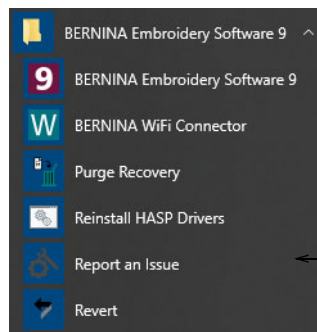 BERNINA Embroidery Software 9
9 BERNINA Embroidery Software 9
W BERNINA WiFi Connector
Purge Recovery
Reinstall HASP Drivers
Report an Issue
Revert